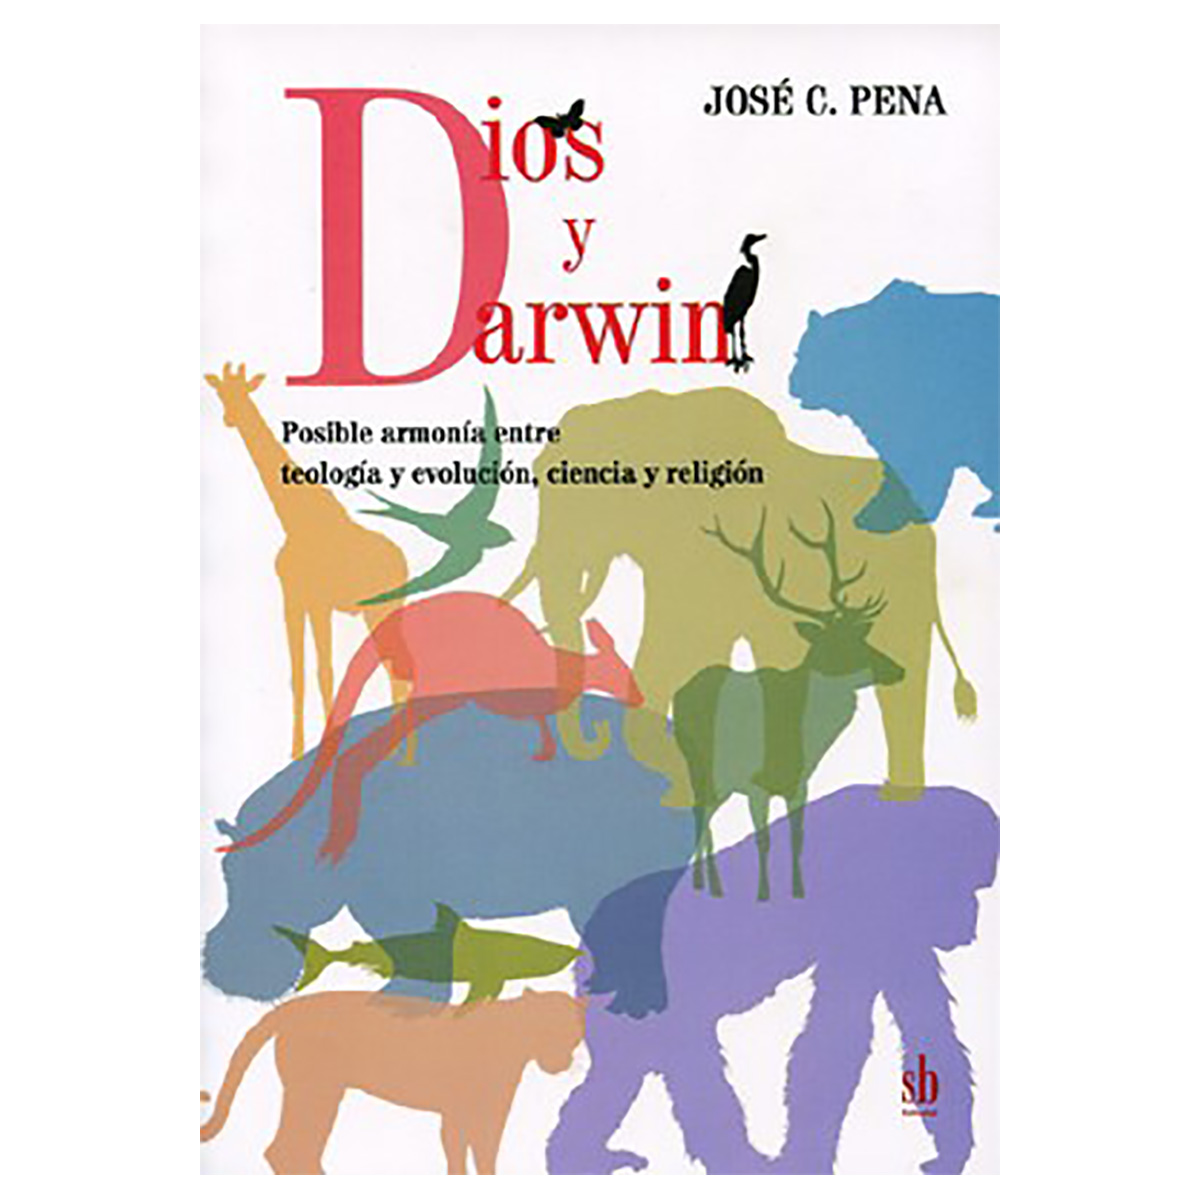 JOSÉ C. PENA
Dios
y
Darwin
Posible armonía entre
teología y evolución, ciencia y religión
sb